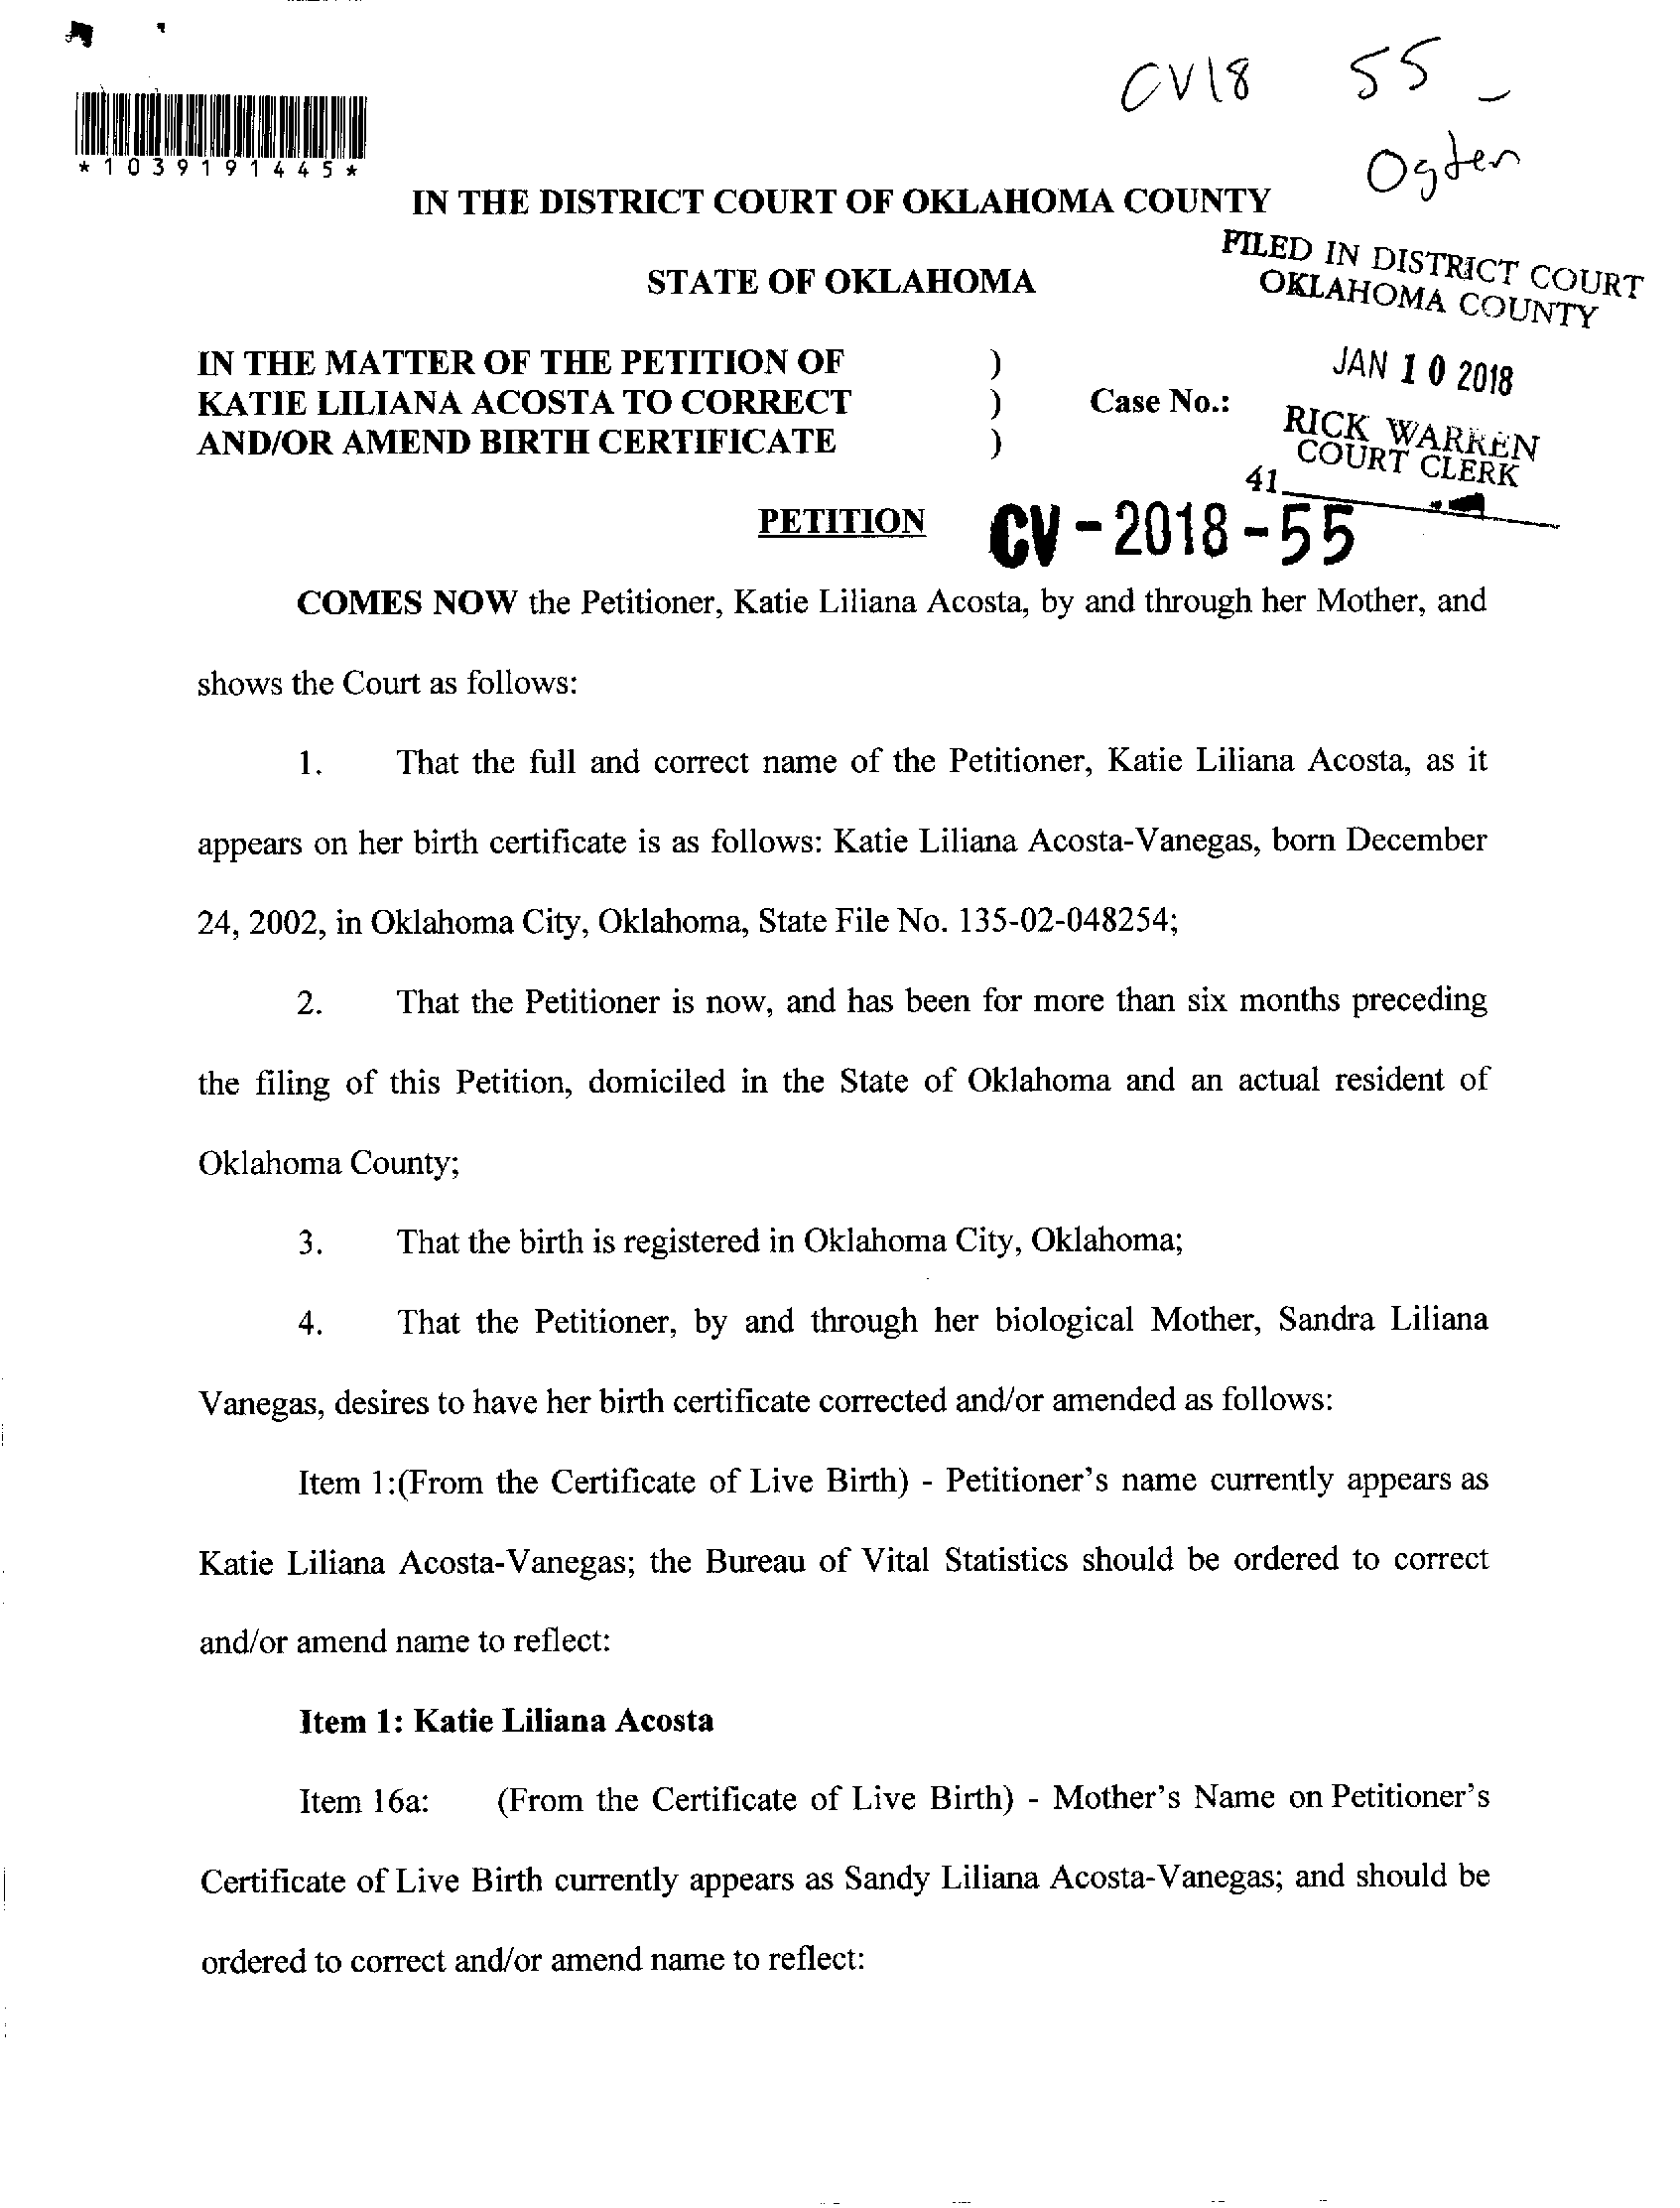 CV18 55
Ogden
*1039191445*
IN THE DISTRICT COURT OF OKLAHOMA COUNTY
FILED IN DISTRICT COURT
OKLAHOMA COUNTY
STATE OF OKLAHOMA
JAN 10 2018
IN THE MATTER OF THE PETITION OF )
KATIE LILIANA ACOSTA TO CORRECT ) Case No.:
AND/OR AMEND BIRTH CERTIFICATE )
RICK WARREN
COURT CLERK
41
PETITION
CV-2018-55
COMES NOW the Petitioner, Katie Liliana Acosta, by and through her Mother, and
shows the Court as follows:
1. That the full and correct name of the Petitioner, Katie Liliana Acosta, as it
appears on her birth certificate is as follows: Katie Liliana Acosta-Vanegas, born December
24, 2002, in Oklahoma City, Oklahoma, State File No. 135-02-048254;
2. That the Petitioner is now, and has been for more than six months preceding
the filing of this Petition, domiciled in the State of Oklahoma and an actual resident of
Oklahoma County;
3. That the birth is registered in Oklahoma City, Oklahoma;
4. That the Petitioner, by and through her biological Mother, Sandra Liliana
Vanegas, desires to have her birth certificate corrected and/or amended as follows:
Item 1:(From the Certificate of Live Birth) - Petitioner's name currently appears as
Katie Liliana Acosta-Vanegas; the Bureau of Vital Statistics should be ordered to correct
and/or amend name to reflect:
Item 1: Katie Liliana Acosta
Item 16a: (From the Certificate of Live Birth) - Mother's Name on Petitioner's
Certificate of Live Birth currently appears as Sandy Liliana Acosta-Vanegas; and should be
ordered to correct and/or amend name to reflect: